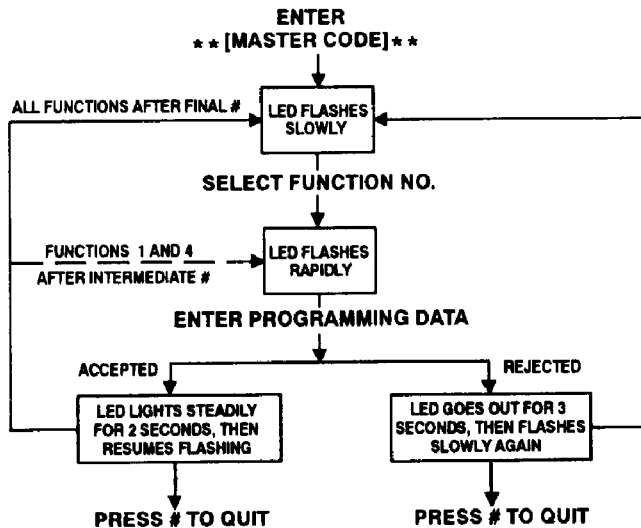 ENTER
**[MASTER CODE]**
ALL FUNCTIONS AFTER FINAL #
LED FLASHES
SLOWLY
SELECT FUNCTION NO.
FUNCTIONS 1 AND 4
AFTER INTERMEDIATE #
LED FLASHES
RAPIDLY
ENTER PROGRAMMING DATA
ACCEPTED
REJECTED
LED LIGHTS STEADILY
FOR 2 SECONDS, THEN
RESUMES FLASHING
LED GOES OUT FOR 3
SECONDS, THEN FLASHES
SLOWLY AGAIN
PRESS # TO QUIT
PRESS # TO QUIT